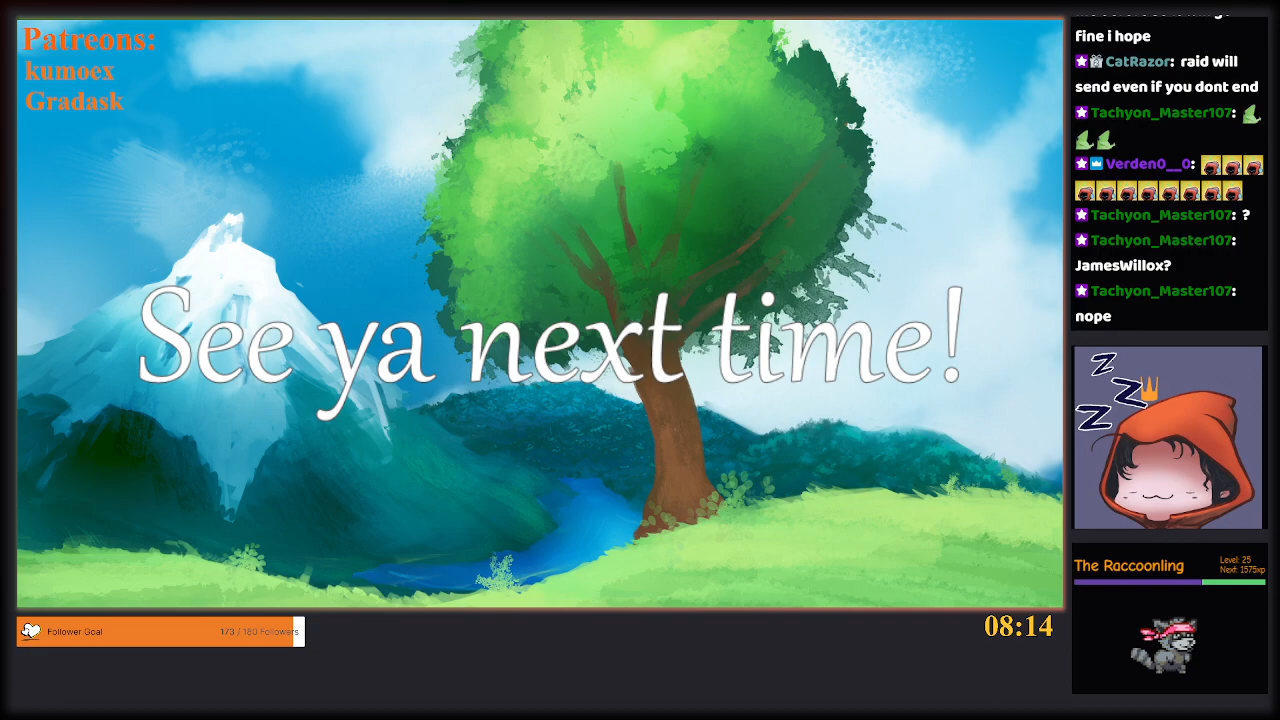 Patreons:
kumoex
Gradask
See ya next time!
fine i hope
CatRazor: raid will
send even if you dont end
Tachyon_Master107:
Verden0__0:
Tachyon_Master107: ?
Tachyon_Master107:
JamesWillox?
Tachyon_Master107:
nope
Z
Z
Z
The Raccoonling
Level: 25
Next: 1575xp
Follower Goal
173 / 180 Followers
08:14